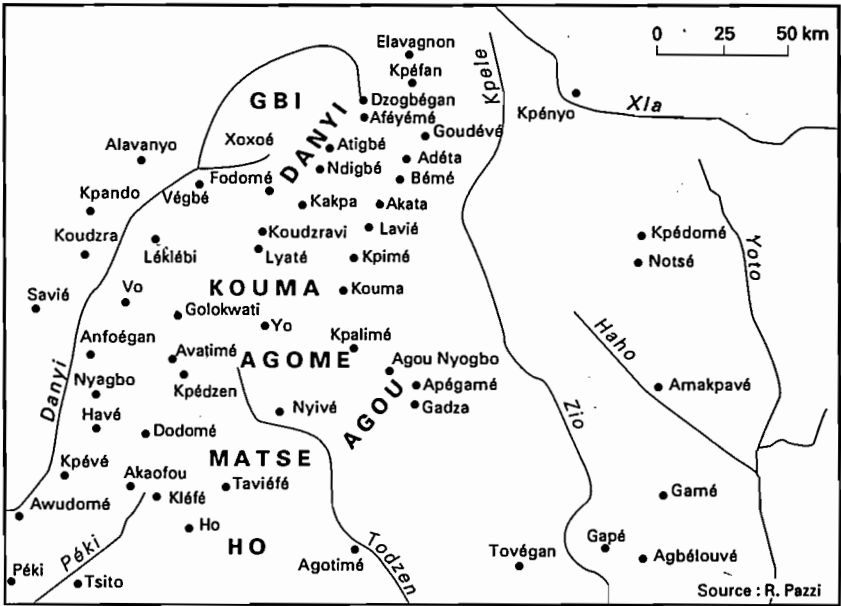 Elavagnon
0 25 50 km
Kpéfan
Kpele
GBI
Dzogbégan
Kpényo
Xla
Aféyémé
DANYI
Goudévé
Xoxoé
Alavanyo
Atigbé
Adéta
Ndigbé
Fodomé
Bémé
Végbé
Kpando
Kakpa
Akata
Koudzra
Koudzravi
Lavié
Kpédomé
Yoto
Léklébi
Lyaté
Kpimé
Notsé
KOUMA
Kouma
Savié
Vo
Golokwati
Yo
Haho
Anfoégan
Kpalimé
Avatimé
AGOME
Agou Nyogbo
Danyi
Nyagbo
Kpédzen
Apégamé
Amakpavé
AGOU
Gadza
Zio
Havé
Nyivé
Dodomé
Kpévé
MATSE
Akaofou
Taviéfé
Kléfé
Gamé
Awudomé
Ho
HO
Péki
Todzen
Gapé
Agotimé
Tovégan
Agbélouvé
Péki
Tsito
Source : R. Pazzi